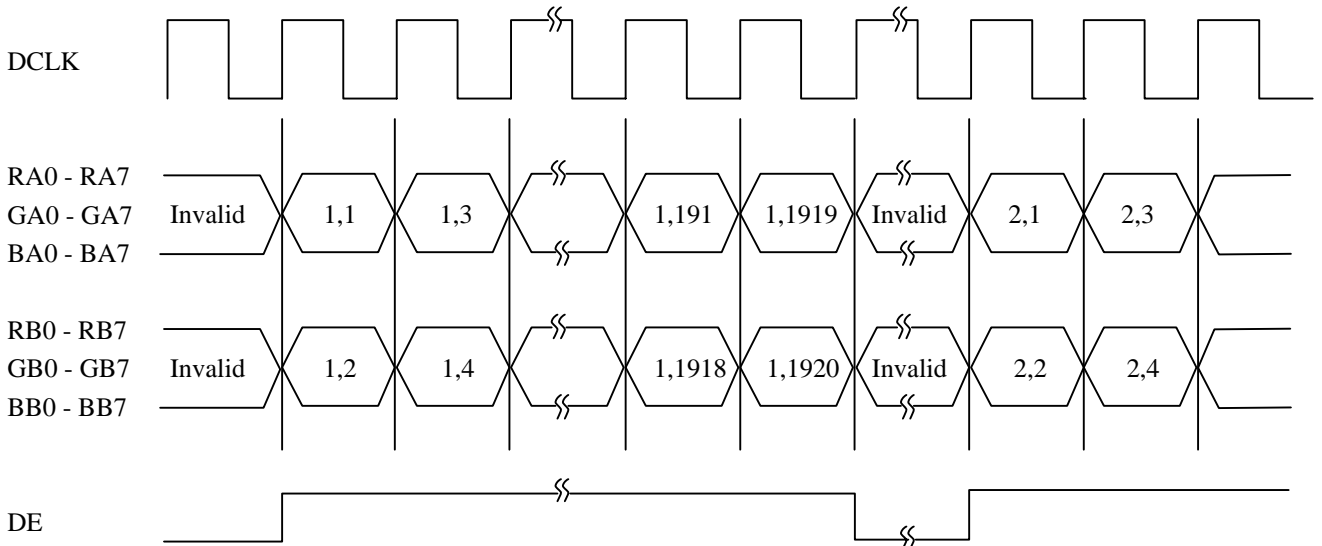 DCLK
RA0 - RA7
GA0 - GA7
BA0 - BA7
Invalid 1,1 1,3 1,191 1,1919 Invalid 2,1 2,3
RB0 - RB7
GB0 - GB7
BB0 - BB7
Invalid 1,2 1,4 1,1918 1,1920 Invalid 2,2 2,4
DE